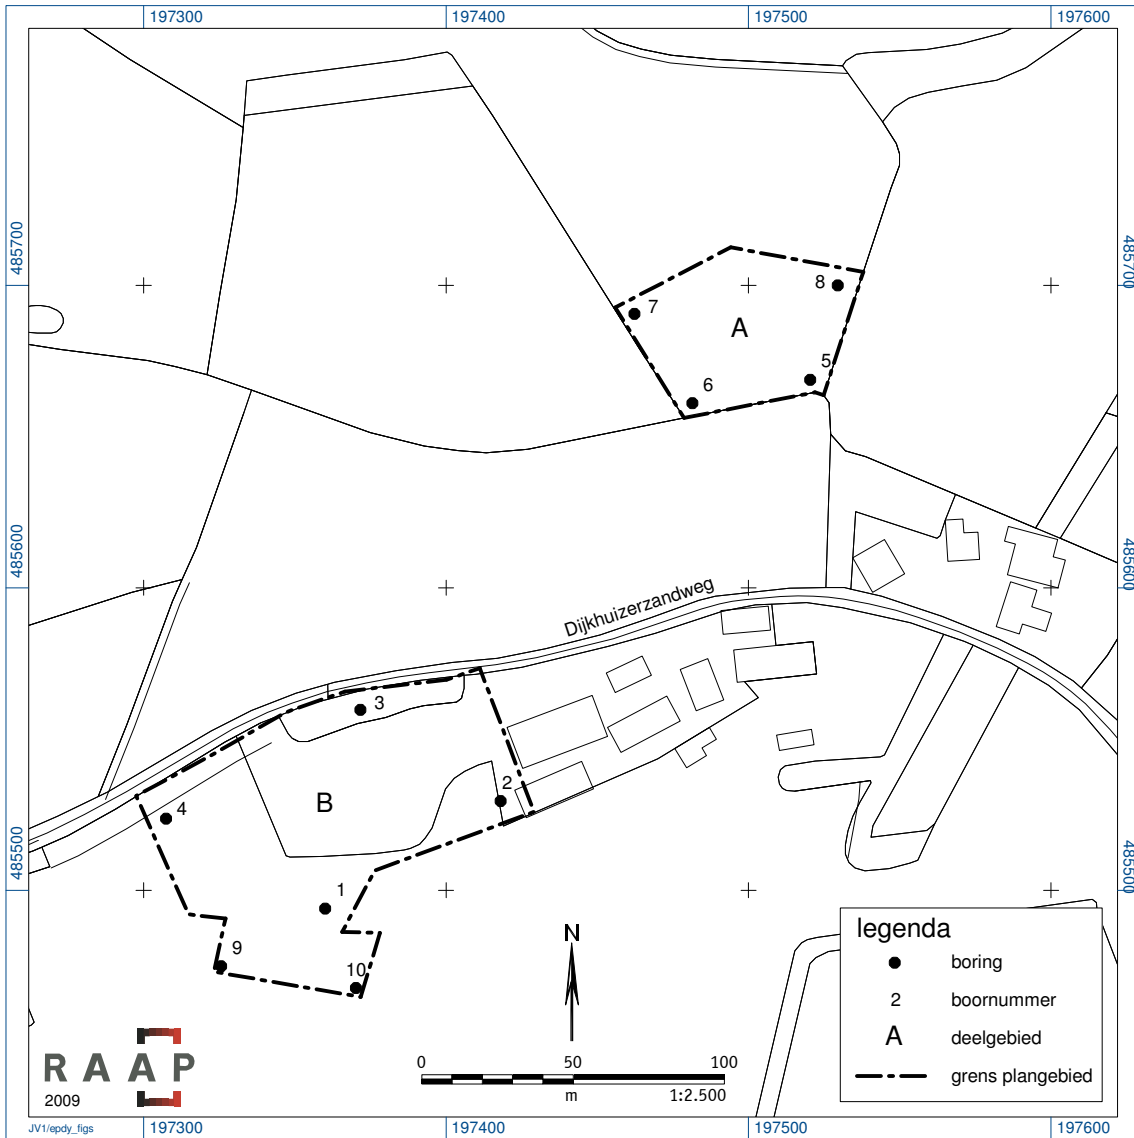 197300
197400
197500
197600
485700
485700
8
7
A
5
6
485600
485600
Dijkhuizerzandweg
3
2
B
4
485500
485500
1
9
10
N
legenda
boring
2 boornummer
A deelgebied
grens plangebied
RAAP
2009
0 50 100
m 1:2.500
JV1/epdy_figs
197300
197400
197500
197600